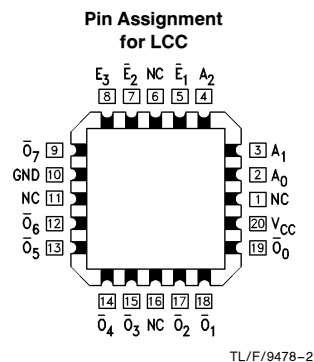 Pin Assignment
for LCC
E₃ Ē₂ NC Ē₁ A₂
8 7 6 5 4
Ō₇ 9
GND 10
NC 11
Ō₆ 12
Ō₅ 13
3 A₁
2 A₀
1 NC
20 V_CC
19 Ō₀
14 15 16 17 18
Ō₄ Ō₃ NC Ō₂ Ō₁
TL/F/9478–2